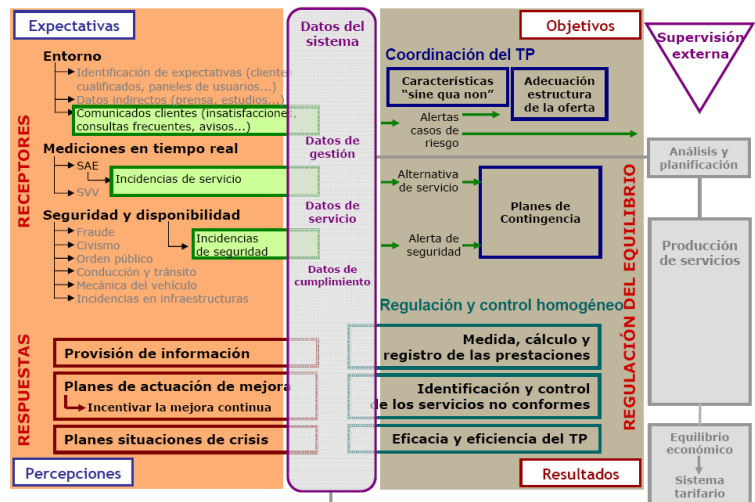 Expectativas
Entorno
Identificación de expectativas (clientes
cualificados, paneles de usuarios...)
Datos indirectos (prensa, estudios...)
Comunicados clientes (insatisfacciones,
consultas frecuentes, avisos...)
Mediciones en tiempo real
SAE
Incidencias de servicio
SVV
Seguridad y disponibilidad
Fraude
Civismo
Orden público
Conducción y tránsito
Mecánica del vehículo
Incidencias en infraestructuras
Incidencias
de seguridad
RECEPTORES
RESPUESTAS
Provisión de información
Planes de actuación de mejora
Incentivar la mejora continua
Planes situaciones de crisis
Percepciones
Datos del
sistema
Datos de
gestión
Datos de
servicio
Datos de
cumplimiento
Objetivos
Coordinación del TP
Características
"sine qua non"
Adecuación
estructura
de la oferta
Alertas
casos de
riesgo
Alternativa
de servicio
Planes de
Contingencia
Alerta de
seguridad
Regulación y control homogéneo
Medida, cálculo y
registro de las prestaciones
Identificación y control
de los servicios no conformes
Eficacia y eficiencia del TP
Resultados
REGULACIÓN DEL EQUILIBRIO
Supervisión
externa
Análisis y
planificación
Producción
de servicios
Equilibrio
económico
Sistema
tarifario